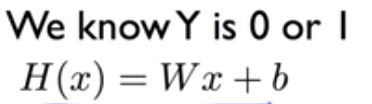 We know Y is 0 or 1
H(x) = Wx + b